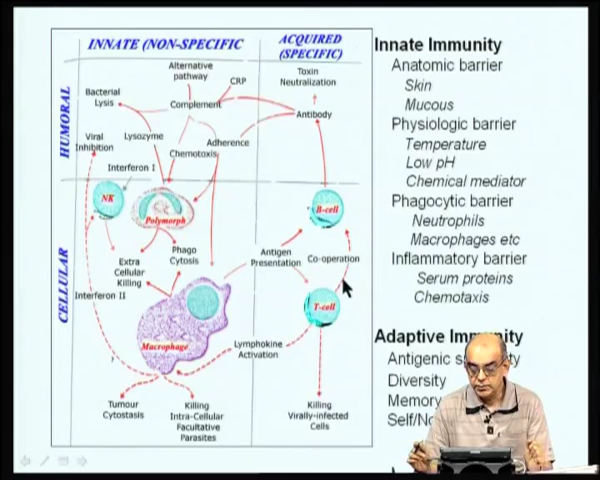 INNATE (NON-SPECIFIC
ACQUIRED
(SPECIFIC)
HUMORAL
CELLULAR
Alternative
pathway
CRP
Bacterial
Lysis
Complement
Toxin
Neutralization
Antibody
Viral
Inhibition
Lysozyme
Adherence
Chemotoxis
Interferon I
NK
Polymorph
B-cell
Extra
Cellular
Killing
Phago
Cytosis
Antigen
Presentation
Co-operation
Interferon II
T-cell
Macrophage
Lymphokine
Activation
Tumour
Cytostasis
Killing
Intra-Cellular
Facultative
Parasites
Killing
Virally-infected
Cells
Innate Immunity
Anatomic barrier
Skin
Mucous
Physiologic barrier
Temperature
Low pH
Chemical mediator
Phagocytic barrier
Neutrophils
Macrophages etc
Inflammatory barrier
Serum proteins
Chemotaxis
Adaptive Immunity
Antigenic
Diversity
Memory
Self/No